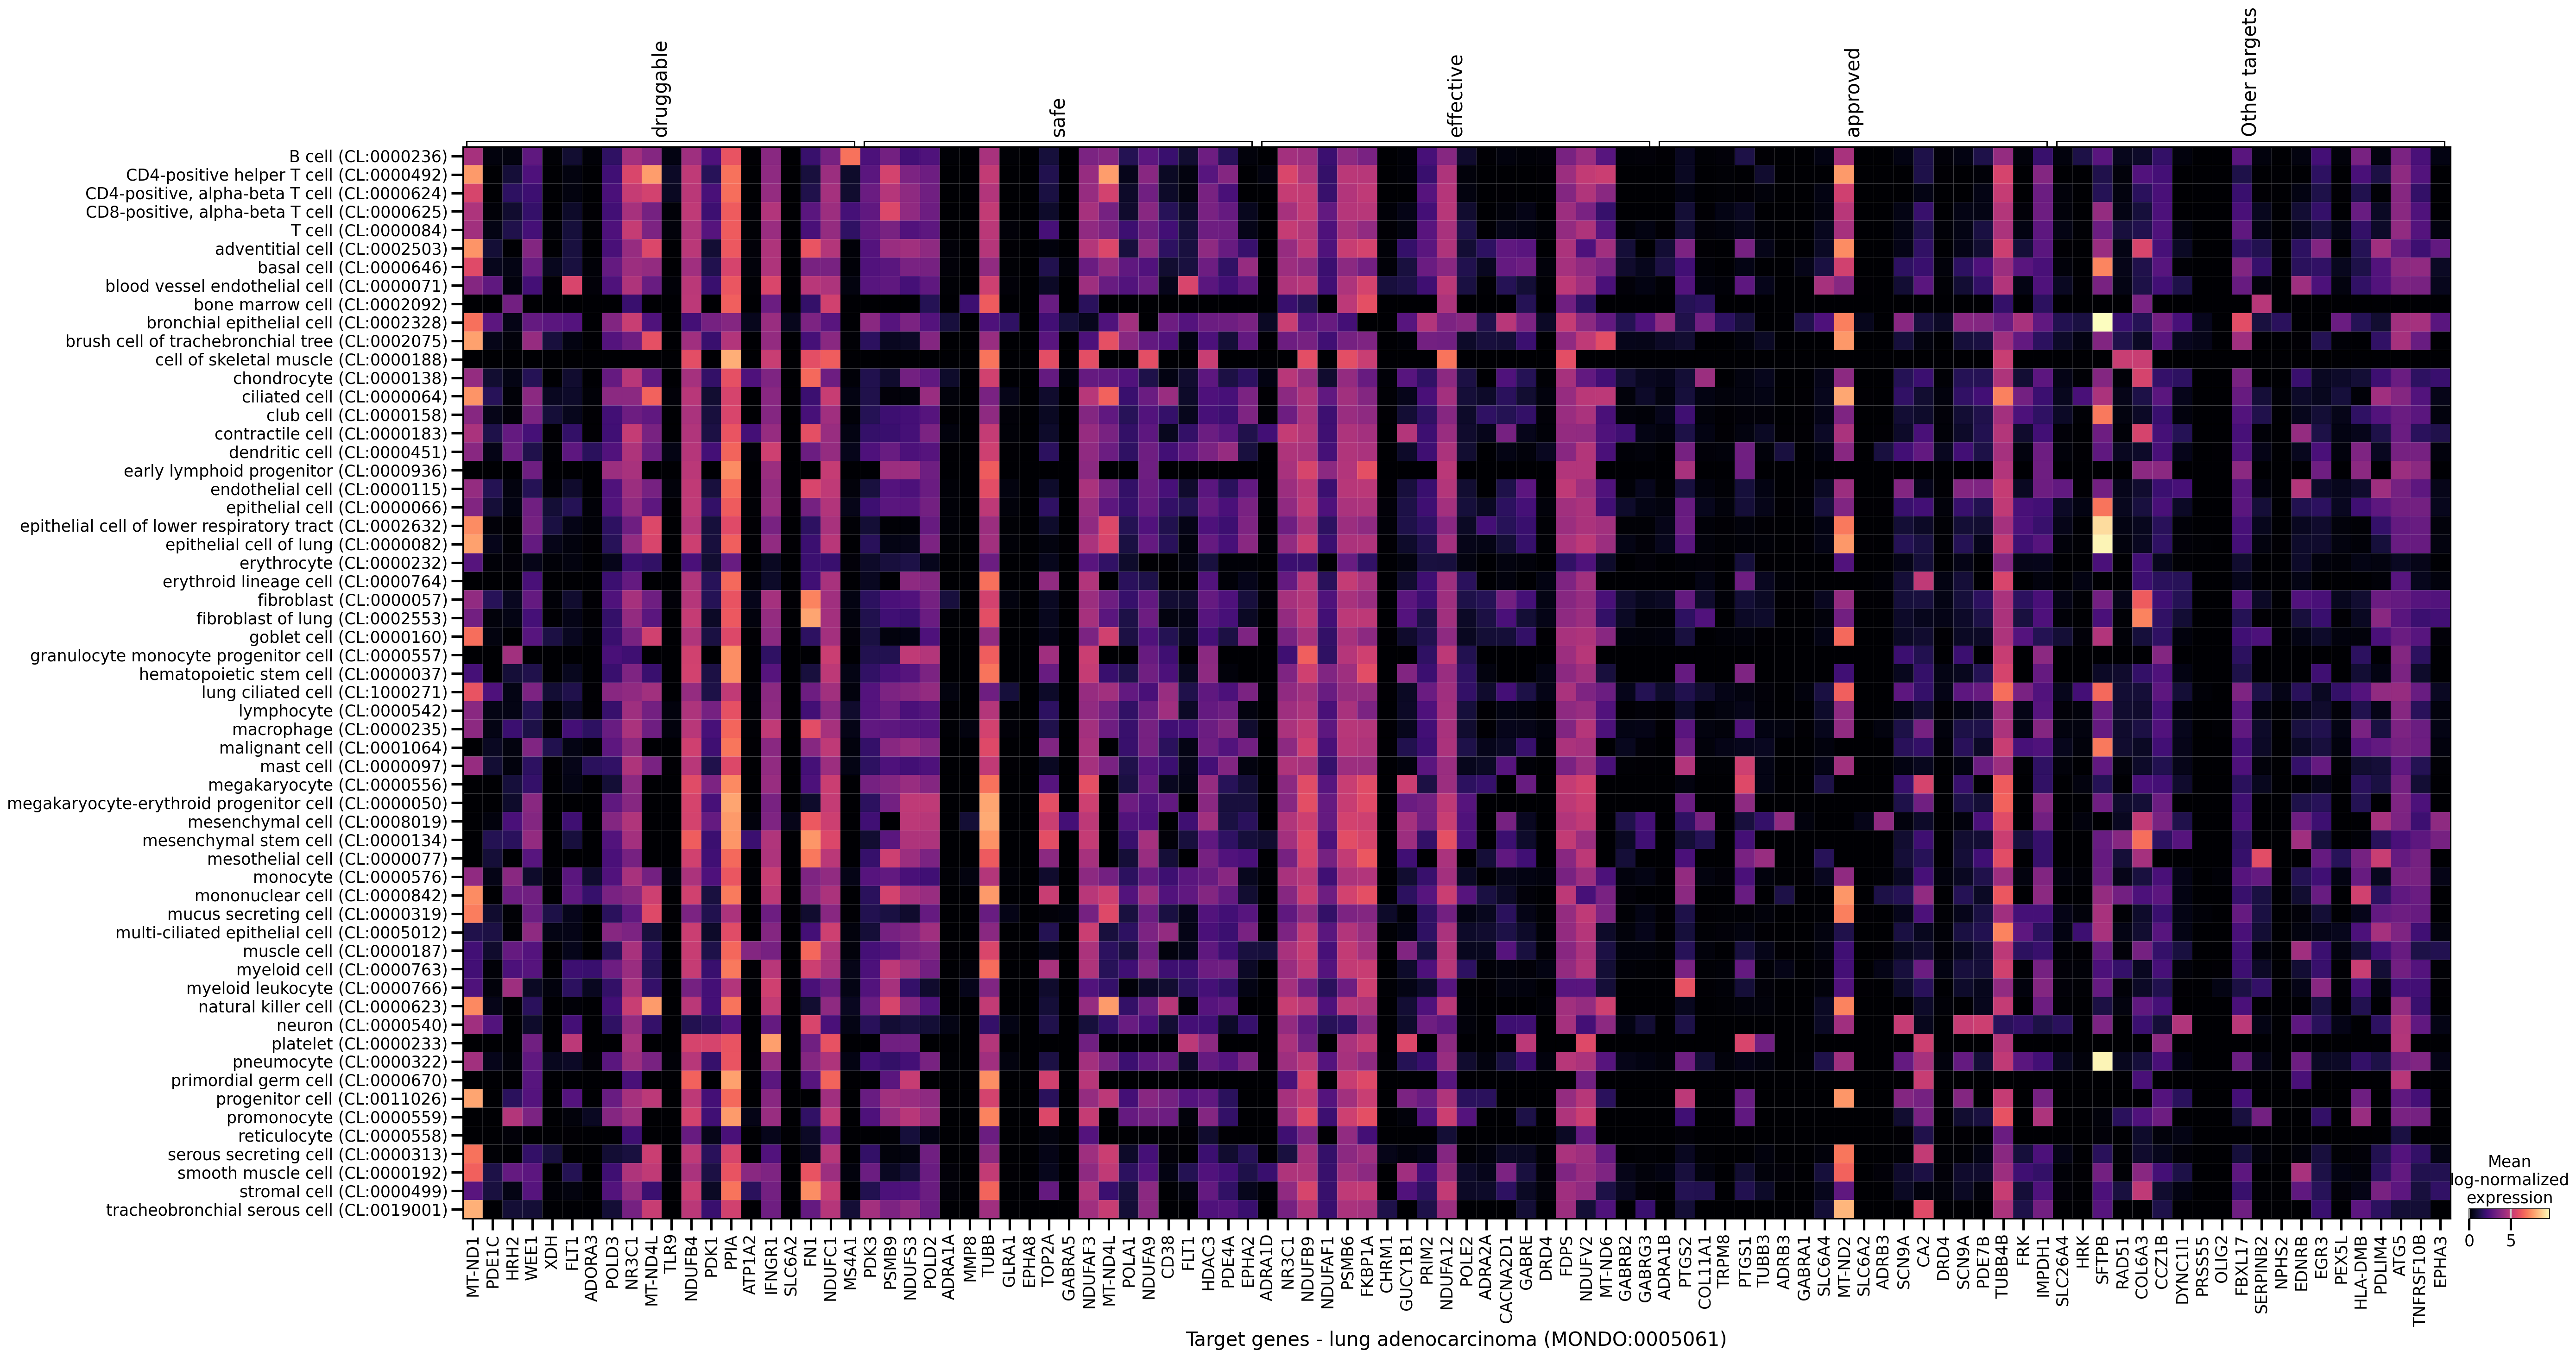 druggable
safe
effective
approved
Other targets
B cell (CL:0000236)
CD4-positive helper T cell (CL:0000492)
CD4-positive, alpha-beta T cell (CL:0000624)
CD8-positive, alpha-beta T cell (CL:0000625)
T cell (CL:0000084)
adventitial cell (CL:0002503)
basal cell (CL:0000646)
blood vessel endothelial cell (CL:0000071)
bone marrow cell (CL:0002092)
bronchial epithelial cell (CL:0002328)
brush cell of trachebronchial tree (CL:0002075)
cell of skeletal muscle (CL:0000188)
chondrocyte (CL:0000138)
ciliated cell (CL:0000064)
club cell (CL:0000158)
contractile cell (CL:0000183)
dendritic cell (CL:0000451)
early lymphoid progenitor (CL:0000936)
endothelial cell (CL:0000115)
epithelial cell (CL:0000066)
epithelial cell of lower respiratory tract (CL:0002632)
epithelial cell of lung (CL:0000082)
erythrocyte (CL:0000232)
erythroid lineage cell (CL:0000764)
fibroblast (CL:0000057)
fibroblast of lung (CL:0002553)
goblet cell (CL:0000160)
granulocyte monocyte progenitor cell (CL:0000557)
hematopoietic stem cell (CL:0000037)
lung ciliated cell (CL:1000271)
lymphocyte (CL:0000542)
macrophage (CL:0000235)
malignant cell (CL:0001064)
mast cell (CL:0000097)
megakaryocyte (CL:0000556)
megakaryocyte-erythroid progenitor cell (CL:0000050)
mesenchymal cell (CL:0008019)
mesenchymal stem cell (CL:0000134)
mesothelial cell (CL:0000077)
monocyte (CL:0000576)
mononuclear cell (CL:0000842)
mucus secreting cell (CL:0000319)
multi-ciliated epithelial cell (CL:0005012)
muscle cell (CL:0000187)
myeloid cell (CL:0000763)
myeloid leukocyte (CL:0000766)
natural killer cell (CL:0000623)
neuron (CL:0000540)
platelet (CL:0000233)
pneumocyte (CL:0000322)
primordial germ cell (CL:0000670)
progenitor cell (CL:0011026)
promonocyte (CL:0000559)
reticulocyte (CL:0000558)
serous secreting cell (CL:0000313)
smooth muscle cell (CL:0000192)
stromal cell (CL:0000499)
tracheobronchial serous cell (CL:0019001)
MT-ND1
PDE1C
HRH2
WEE1
XDH
FLT1
ADORA3
POLD3
NR3C1
MT-ND4L
TLR9
NDUFB4
PDK1
PPIA
ATP1A2
IFNGR1
SLC6A2
FN1
NDUFC1
MS4A1
PDK3
PSMB9
NDUFS3
POLD2
ADRA1A
MMP8
TUBB
GLRA1
EPHA8
TOP2A
GABRA5
NDUFAF3
MT-ND4L
POLA1
NDUFA9
CD38
FLT1
HDAC3
PDE4A
EPHA2
ADRA1D
NR3C1
NDUFB9
NDUFAF1
PSMB6
FKBP1A
CHRM1
GUCY1B1
PRIM2
NDUFA12
POLE2
ADRA2A
CACNA2D1
GABRE
DRD4
FDPS
NDUFV2
MT-ND6
GABRB2
GABRG3
ADRA1B
PTGS2
COL11A1
TRPM8
PTGS1
TUBB3
ADRB3
GABRA1
SLC6A4
MT-ND2
SLC6A2
ADRB3
SCN9A
CA2
DRD4
SCN9A
PDE7B
TUBB4B
FRK
IMPDH1
SLC26A4
HRK
SFTPB
RAD51
COL6A3
CCZ1B
DYNC1I1
PRSS55
OLIG2
FBXL17
SERPINB2
NPHS2
EDNRB
EGR3
PEX5L
HLA-DMB
PDLIM4
ATG5
TNFRSF10B
EPHA3
Target genes - lung adenocarcinoma (MONDO:0005061)
Mean
log-normalized
expression
0 5